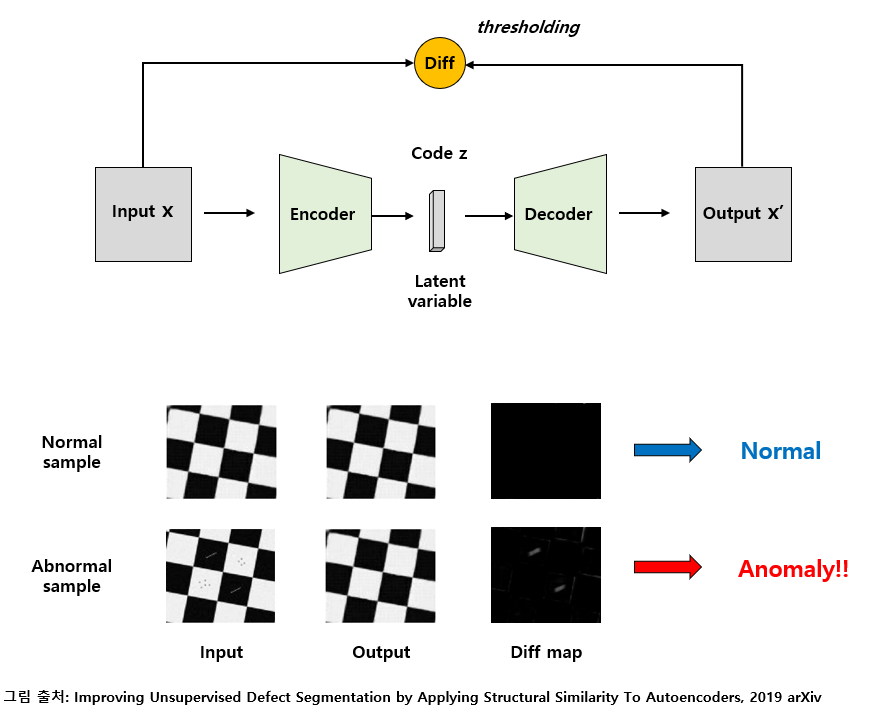 thresholding
Diff
Code z
Input x
Encoder
Decoder
Output x′
Latent
variable
Normal
sample
Normal
Abnormal
sample
Anomaly!!
Input
Output
Diff map
그림 출처: Improving Unsupervised Defect Segmentation by Applying Structural Similarity To Autoencoders, 2019 arXiv